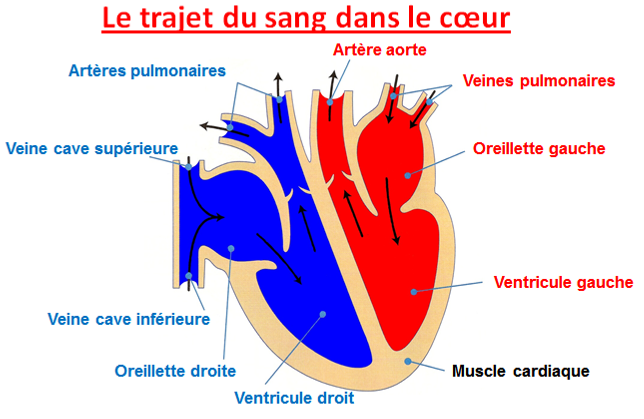 Le trajet du sang dans le cœur
Artère aorte
Artères pulmonaires
Veines pulmonaires
Veine cave supérieure
Oreillette gauche
Ventricule gauche
Veine cave inférieure
Oreillette droite
Muscle cardiaque
Ventricule droit